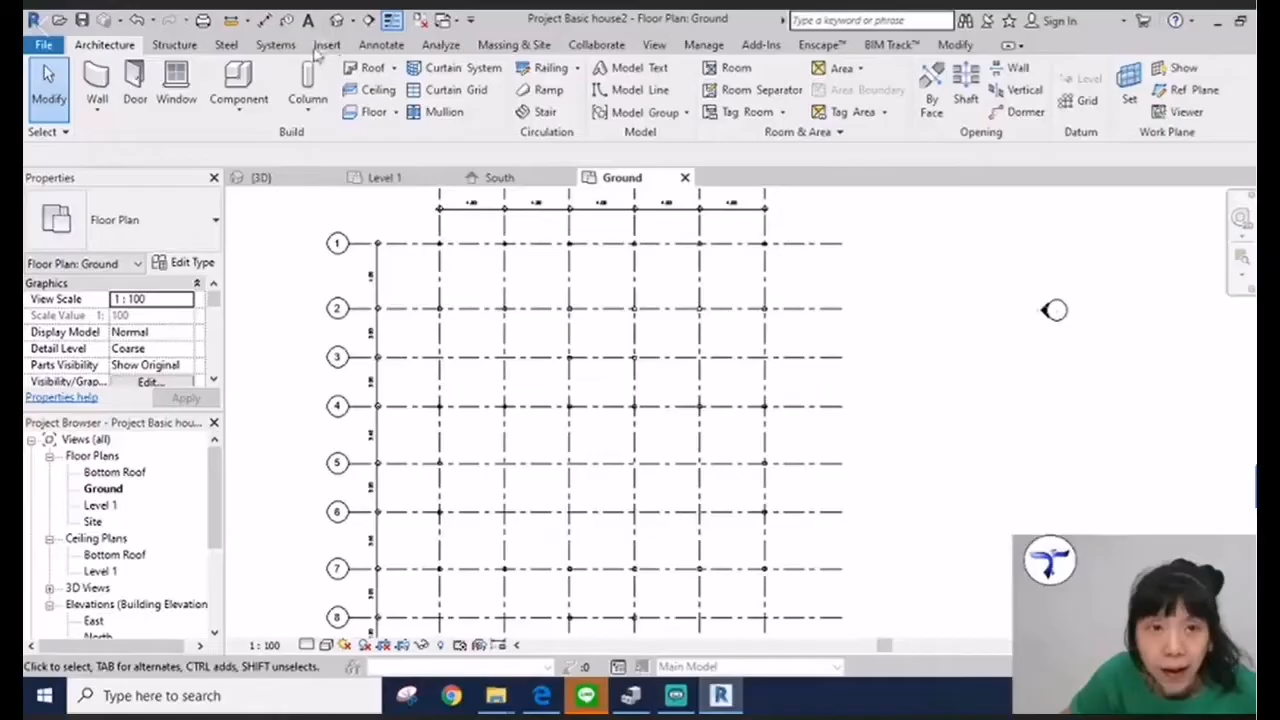 Project Basic house2 - Floor Plan: Ground
Type a keyword or phrase
Sign In
File Architecture Structure Steel Systems Insert Annotate Analyze Massing & Site Collaborate View Manage Add-Ins Enscape™ BIM Track™ Modify
Modify Wall Door Window Component Column
Roof Curtain System Railing Model Text Room Area Wall Level Show
Ceiling Curtain Grid Ramp Model Line Room Separator Area Boundary Vertical Grid Ref Plane
Floor Mullion Stair Model Group Tag Room Tag Area By Face Shaft Dormer Set Viewer
Select Build Circulation Model Room & Area Opening Datum Work Plane
Properties
{3D} Level 1 South Ground
Floor Plan
Floor Plan: Ground Edit Type
Graphics
View Scale 1 : 100
Scale Value 1: 100
Display Model Normal
Detail Level Coarse
Parts Visibility Show Original
Visibility/Grap... Edit...
Properties help Apply
Project Browser - Project Basic hou...
Views (all)
Floor Plans
Bottom Roof
Ground
Level 1
Site
Ceiling Plans
Bottom Roof
Level 1
3D Views
Elevations (Building Elevation
East
North
1
2
3
4
5
6
7
8
1 : 100
Click to select, TAB for alternates, CTRL adds, SHIFT unselects.
:0
Main Model
Type here to search